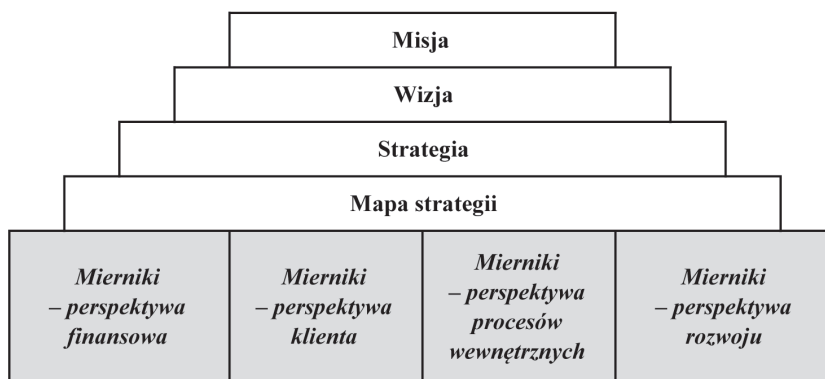 Misja
Wizja
Strategia
Mapa strategii
Mierniki
– perspektywa
finansowa
Mierniki
– perspektywa
klienta
Mierniki
– perspektywa
procesów
wewnętrznych
Mierniki
– perspektywa
rozwoju